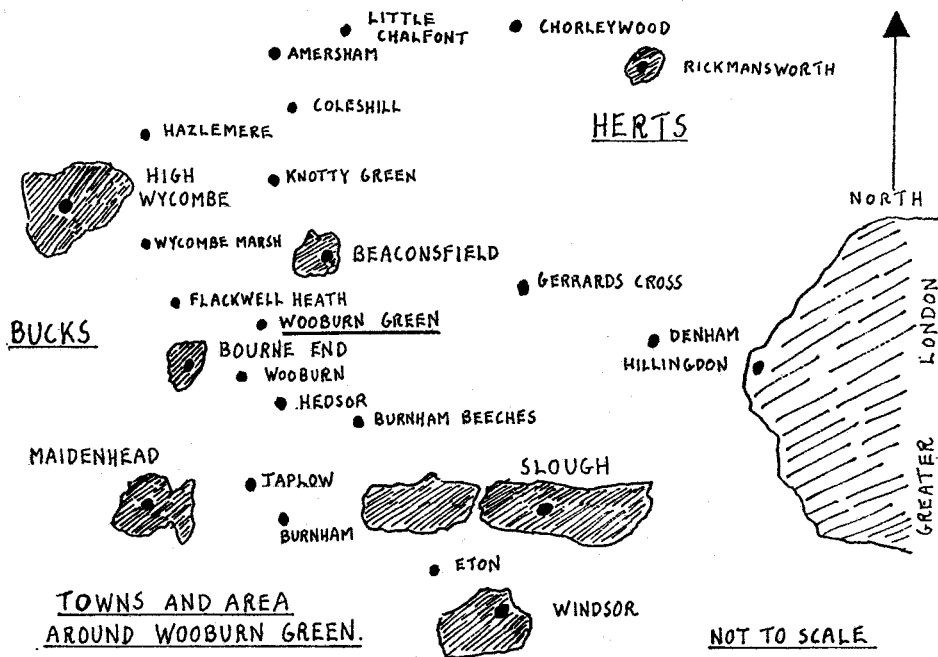 LITTLE
CHALFONT
CHORLEYWOOD
AMERSHAM
RICKMANSWORTH
COLESHILL
HERTS
HAZLEMERE
HIGH
WYCOMBE
KNOTTY GREEN
NORTH
WYCOMBE MARSH
BEACONSFIELD
GERRARDS CROSS
FLACKWELL HEATH
BUCKS
WOOBURN GREEN
DENHAM
BOURNE END
HILLINGDON
WOOBURN
HEDSOR
BURNHAM BEECHES
GREATER LONDON
MAIDENHEAD
SLOUGH
TAPLOW
BURNHAM
ETON
WINDSOR
TOWNS AND AREA
AROUND WOOBURN GREEN.
NOT TO SCALE